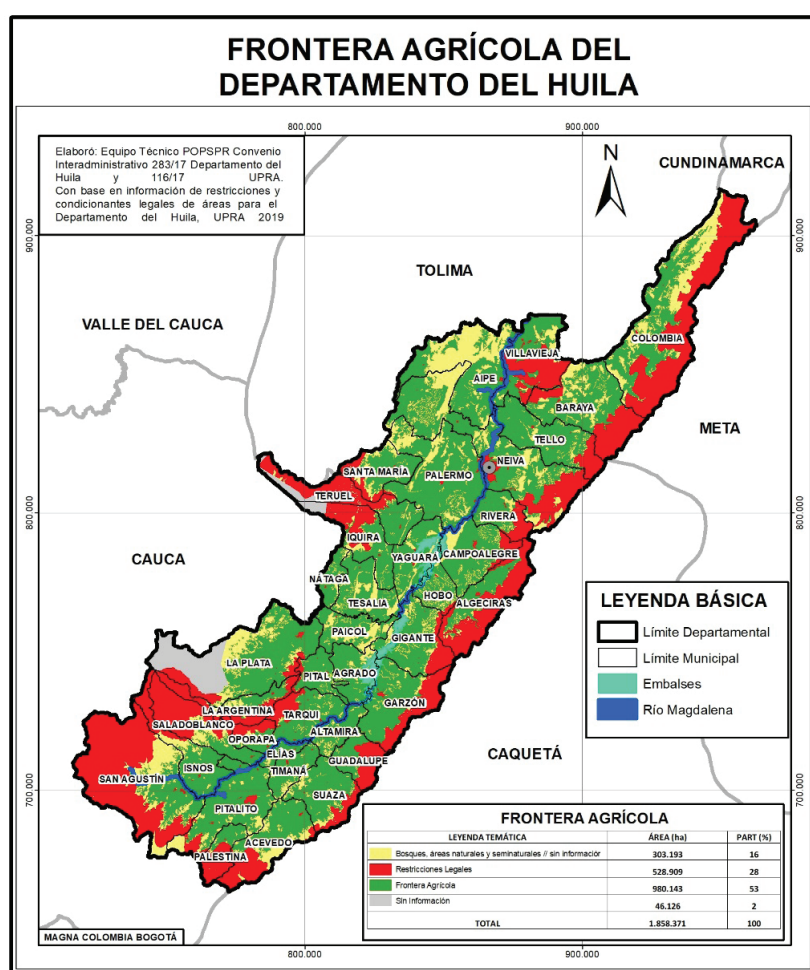 FRONTERA AGRÍCOLA DEL
DEPARTAMENTO DEL HUILA
800.000
900.000
Elaboró: Equipo Técnico POPSPR Convenio
Interadministrativo 283/17 Departamento del
Huila y 116/17 UPRA.
Con base en información de restricciones y
condicionantes legales de áreas para el
Departamento del Huila, UPRA 2019
N
CUNDINAMARCA
900.000
900.000
TOLIMA
VALLE DEL CAUCA
COLOMBIA
VILLAVIEJA
AIPE
BARAYA
META
TELLO
NEIVA
SANTA MARÍA
PALERMO
TERUEL
RIVERA
800.000
800.000
IQUIRA
CAUCA
YAGUARÁ
CAMPOALEGRE
NÁTAGA
HOBO
TESALIA
ALGECIRAS
PAICOL
GIGANTE
LEYENDA BÁSICA
Límite Departamental
Límite Municipal
Embalses
Río Magdalena
LA PLATA
PITAL
AGRADO
GARZÓN
LA ARGENTINA
TARQUI
SALADOBLANCO
ALTAMIRA
OPORAPA
ELÍAS
GUADALUPE
CAQUETÁ
ISNOS
TIMANÁ
SAN AGUSTÍN
700.000
700.000
SUAZA
PITALITO
ACEVEDO
PALESTINA
FRONTERA AGRÍCOLA
LEYENDA TEMÁTICA ÁREA (ha) PART (%)
Bosques, áreas naturales y seminaturales // sin información 303.193 16
Restricciones Legales 528.909 28
Frontera Agrícola 980.143 53
Sin Información 46.126 2
TOTAL 1.858.371 100
MAGNA COLOMBIA BOGOTÁ
800.000
900.000